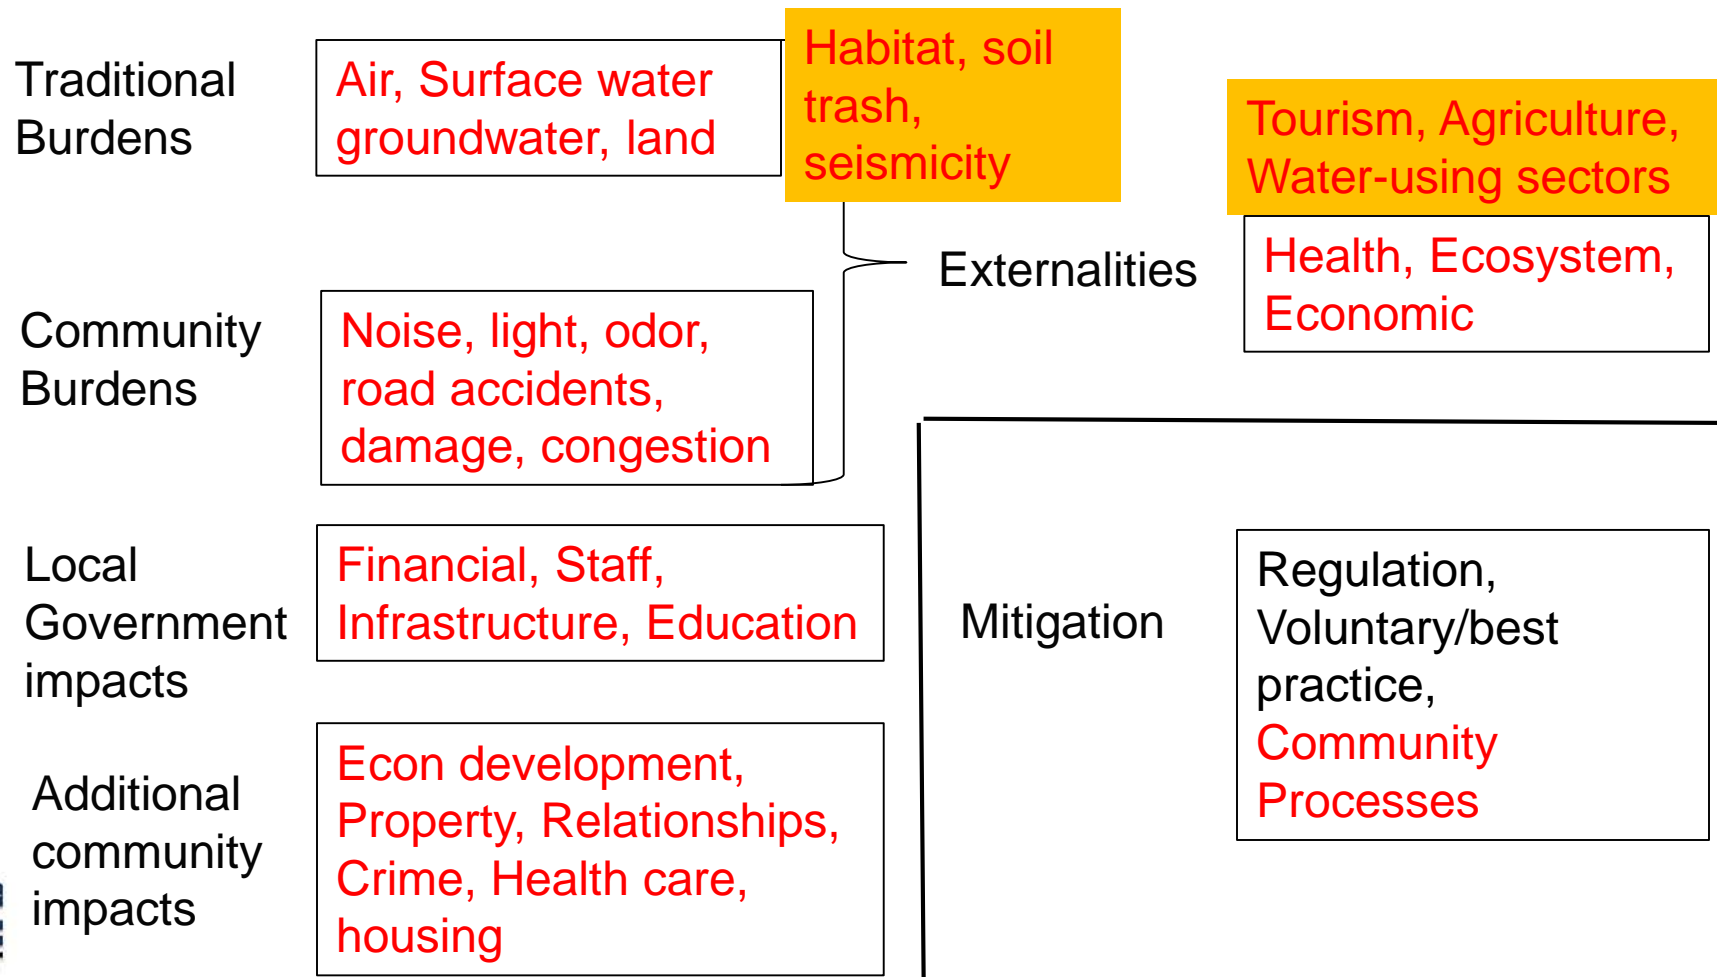 Traditional
Burdens
Air, Surface water
groundwater, land
Habitat, soil
trash,
seismicity
Tourism, Agriculture,
Water-using sectors
Externalities
Health, Ecosystem,
Economic
Community
Burdens
Noise, light, odor,
road accidents,
damage, congestion
Local
Government
impacts
Financial, Staff,
Infrastructure, Education
Mitigation
Regulation,
Voluntary/best
practice,
Community
Processes
Additional
community
impacts
Econ development,
Property, Relationships,
Crime, Health care,
housing